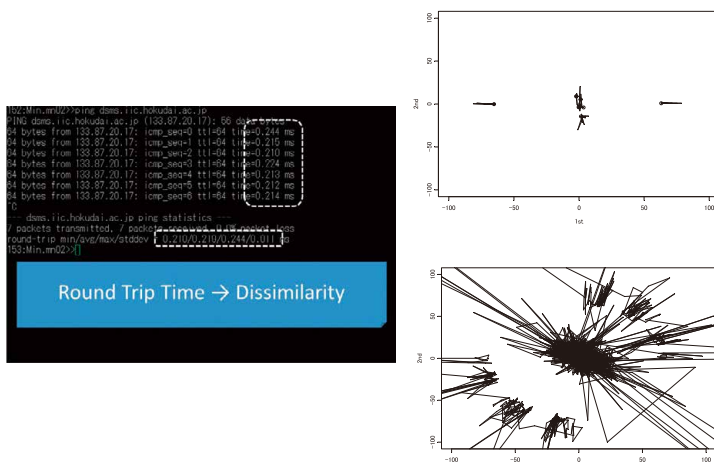 152:Min.mn02>>ping dsms.iic.hokudai.ac.jp
PING dsms.iic.hokudai.ac.jp (133.87.20.17): 56 data bytes
64 bytes from 133.87.20.17: icmp_seq=0 ttl=64 time=0.244 ms
64 bytes from 133.87.20.17: icmp_seq=1 ttl=64 time=0.215 ms
64 bytes from 133.87.20.17: icmp_seq=2 ttl=64 time=0.210 ms
64 bytes from 133.87.20.17: icmp_seq=3 ttl=64 time=0.224 ms
64 bytes from 133.87.20.17: icmp_seq=4 ttl=64 time=0.213 ms
64 bytes from 133.87.20.17: icmp_seq=5 ttl=64 time=0.212 ms
64 bytes from 133.87.20.17: icmp_seq=6 ttl=64 time=0.214 ms
^C
--- dsms.iic.hokudai.ac.jp ping statistics ---
7 packets transmitted, 7 packets received, 0.0% packet loss
round-trip min/avg/max/stddev = 0.210/0.219/0.244/0.011 ms
153:Min.mn02>>
Round Trip Time → Dissimilarity
100
50
0
-50
-100
2nd
-100 -50 0 50 100
1st
100
50
0
-50
-100
2nd
-100 -50 0 50 100